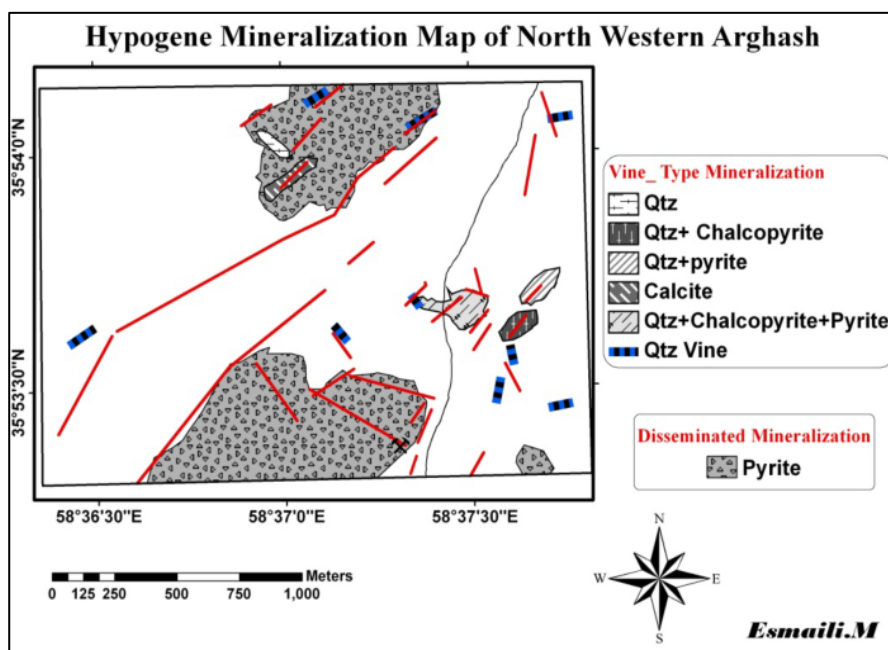 Hypogene Mineralization Map of North Western Arghash
35°54'0"N
35°53'30"N
58°36'30"E
58°37'0"E
58°37'30"E
Vine_ Type Mineralization
Qtz
Qtz+ Chalcopyrite
Qtz+pyrite
Calcite
Qtz+Chalcopyrite+Pyrite
Qtz Vine
Disseminated Mineralization
Pyrite
Meters
0 125 250 500 750 1,000
N
W E
S
Esmaili.M